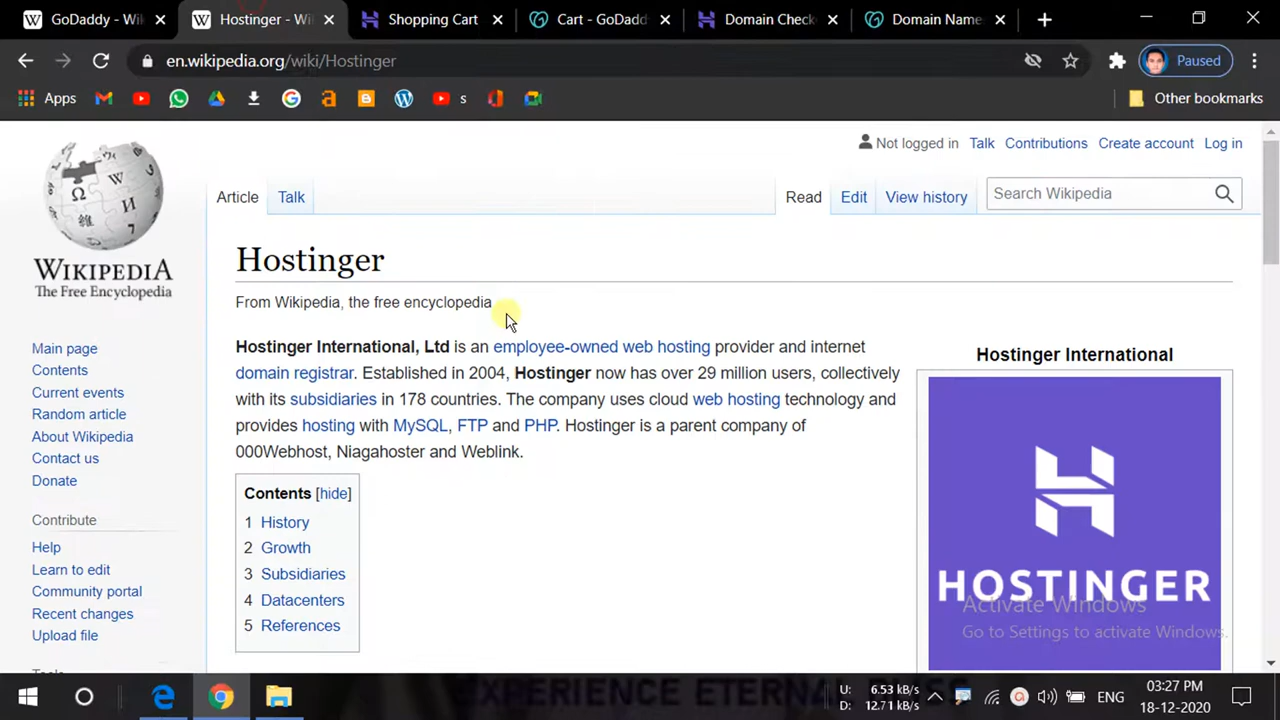 GoDaddy - Wi
Hostinger - Wi
Shopping Cart
Cart - GoDadd
Domain Check
Domain Name
en.wikipedia.org/wiki/Hostinger
Paused
Apps
s
Other bookmarks
Not logged in Talk Contributions Create account Log in
Article Talk
Read Edit View history
Search Wikipedia
WIKIPEDIA
The Free Encyclopedia
Main page
Contents
Current events
Random article
About Wikipedia
Contact us
Donate
Contribute
Help
Learn to edit
Community portal
Recent changes
Upload file
Hostinger
From Wikipedia, the free encyclopedia
Hostinger International, Ltd is an employee-owned web hosting provider and internet
domain registrar. Established in 2004, Hostinger now has over 29 million users, collectively
with its subsidiaries in 178 countries. The company uses cloud web hosting technology and
provides hosting with MySQL, FTP and PHP. Hostinger is a parent company of
000Webhost, Niagahoster and Weblink.
Contents [hide]
1 History
2 Growth
3 Subsidiaries
4 Datacenters
5 References
Hostinger International
HOSTINGER
Activate Windows
Go to Settings to activate Windows.
EXPERIENCE ETERNAL BLISS
U: 6.53 kB/s
D: 12.71 kB/s
ENG
03:27 PM
18-12-2020